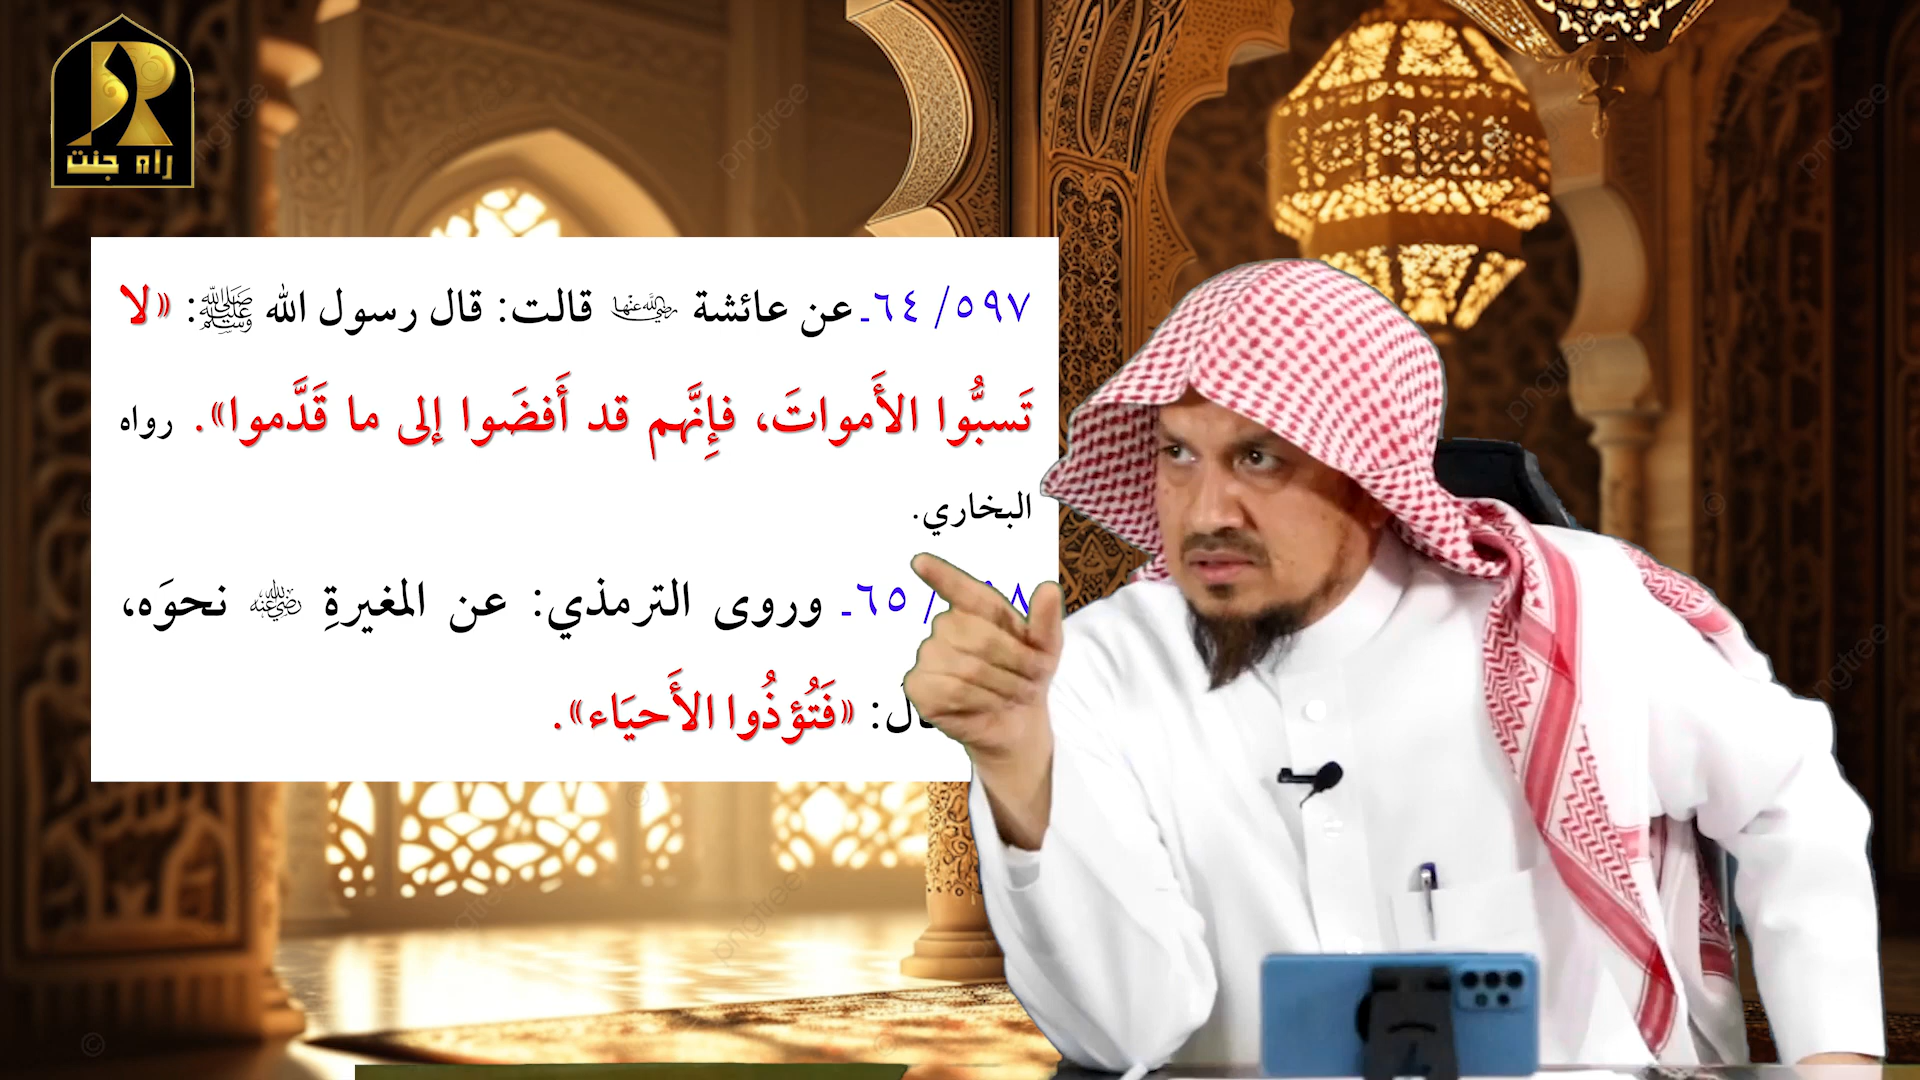 راه جنت
٥٩٧/ ٦٤ـ عن عائشة رضي الله عنها قالت: قال رسول الله ﷺ: «لا
تَسبُّوا الأَمواتَ، فإِنَّهم قد أَفضَوا إلى ما قَدَّموا». رواه
البخاري.
٨/ ٦٥ـ وروى الترمذي: عن المغيرةِ رضي الله عنه نحوَه،
«فَتُؤذُوا الأَحيَاء».
pngtree